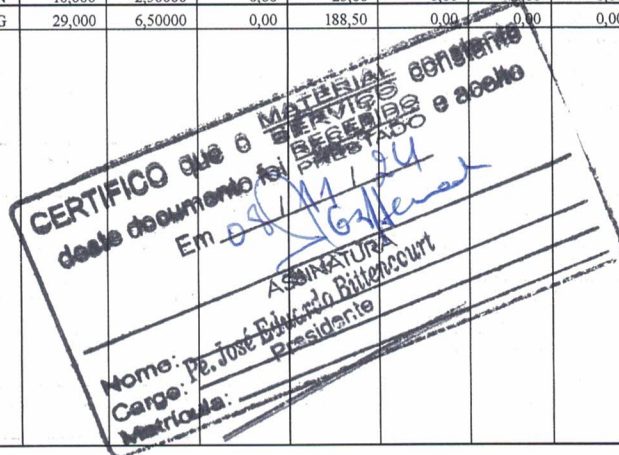 G 29,000 6,50000 0,00 188,50 0,00 0,00 0,00
CERTIFICO que o MATERIAL SERVIÇO constante
deste documento foi RECEBIDO PRESTADO e aceito
Em 08 / 11 / 24
ASSINATURA
Nome: Pe. José Eduardo Bittencourt
Cargo: Presidente
Matrícula: